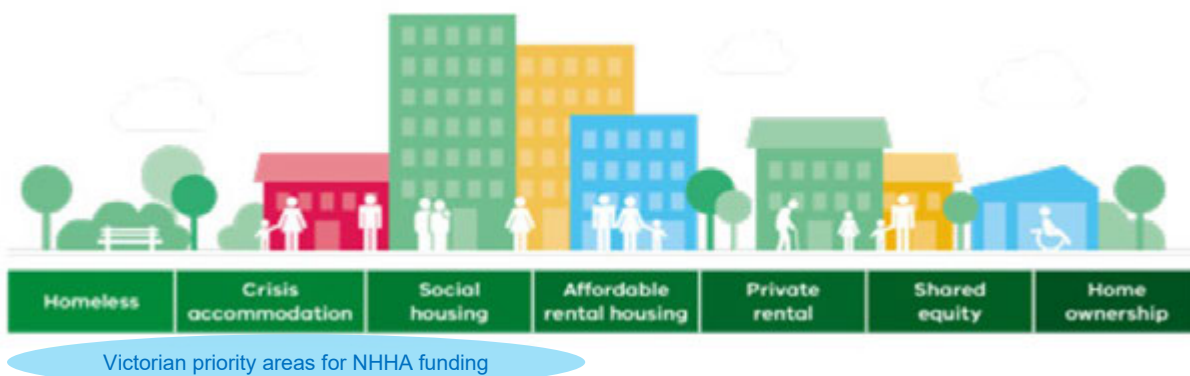 Homeless
Crisis
accommodation
Social
housing
Affordable
rental housing
Private
rental
Shared
equity
Home
ownership
Victorian priority areas for NHHA funding